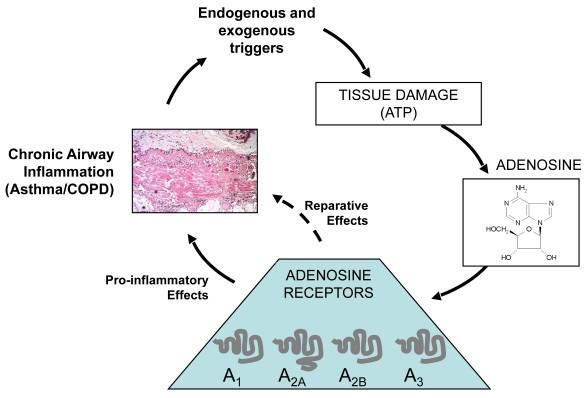 Endogenous and
exogenous
triggers
TISSUE DAMAGE
(ATP)
ADENOSINE
NH₂
N
N
N
N
HOCH₂
O
HO
OH
Chronic Airway
Inflammation
(Asthma/COPD)
Reparative
Effects
Pro-inflammatory
Effects
ADENOSINE
RECEPTORS
A₁ A₂A A₂B A₃